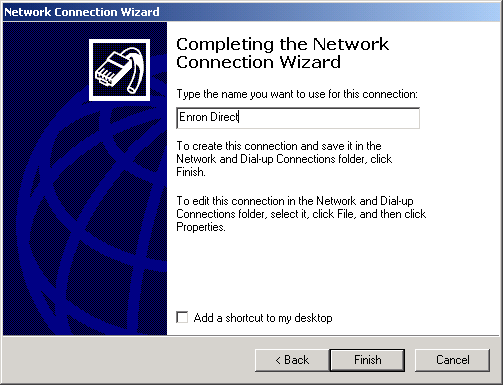 Network Connection Wizard
Completing the Network
Connection Wizard
Type the name you want to use for this connection:
Enron Direct
To create this connection and save it in the
Network and Dial-up Connections folder, click
Finish.
To edit this connection in the Network and Dial-up
Connections folder, select it, click File, and then click
Properties.
Add a shortcut to my desktop
< Back
Finish
Cancel